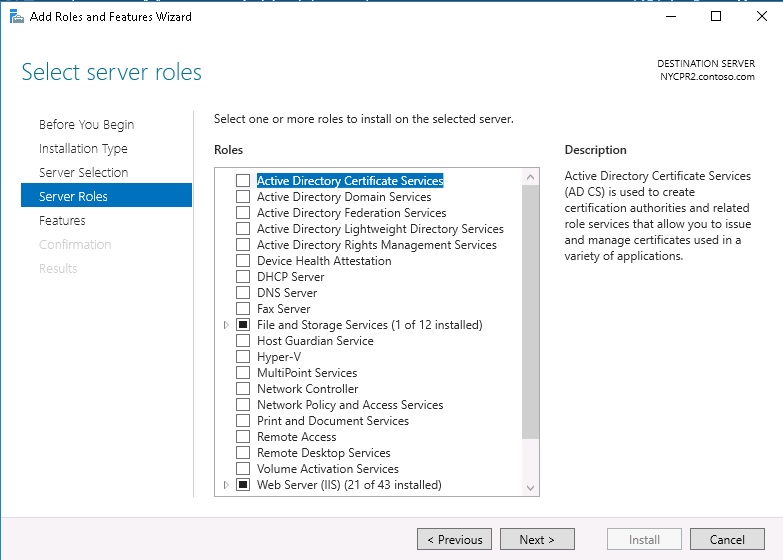 Add Roles and Features Wizard
Select server roles
DESTINATION SERVER
NYCPR2.contoso.com
Before You Begin
Installation Type
Server Selection
Server Roles
Features
Confirmation
Results
Select one or more roles to install on the selected server.
Roles
Active Directory Certificate Services
Active Directory Domain Services
Active Directory Federation Services
Active Directory Lightweight Directory Services
Active Directory Rights Management Services
Device Health Attestation
DHCP Server
DNS Server
Fax Server
File and Storage Services (1 of 12 installed)
Host Guardian Service
Hyper-V
MultiPoint Services
Network Controller
Network Policy and Access Services
Print and Document Services
Remote Access
Remote Desktop Services
Volume Activation Services
Web Server (IIS) (21 of 43 installed)
Description
Active Directory Certificate Services
(AD CS) is used to create
certification authorities and related
role services that allow you to issue
and manage certificates used in a
variety of applications.
< Previous
Next >
Install
Cancel